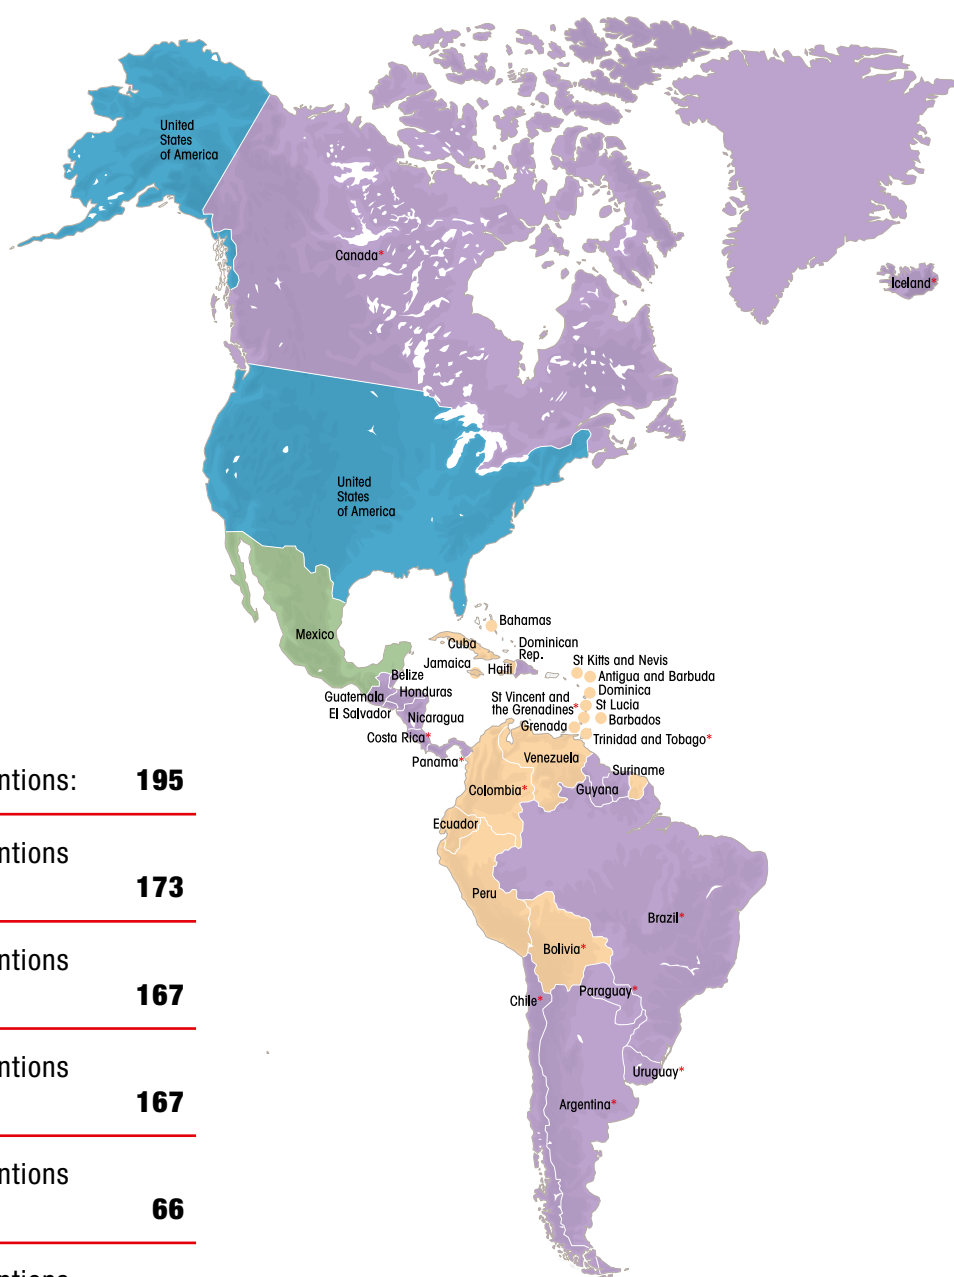 United
States
of America
Canada*
Iceland*
United
States
of America
Mexico
Bahamas
Cuba
Dominican
Rep.
Jamaica
Haiti
St Kitts and Nevis
Antigua and Barbuda
Dominica
St Lucia
Barbados
St Vincent and
the Grenadines*
Grenada
Trinidad and Tobago*
Belize
Guatemala
Honduras
El Salvador
Nicaragua
Costa Rica*
Panama*
Venezuela
Suriname
Guyana
Colombia*
Ecuador
Peru
Brazil*
Bolivia*
Paraguay*
Chile*
Uruguay*
Argentina*
ntions: 195
ntions
173
ntions
167
ntions
167
ntions
66